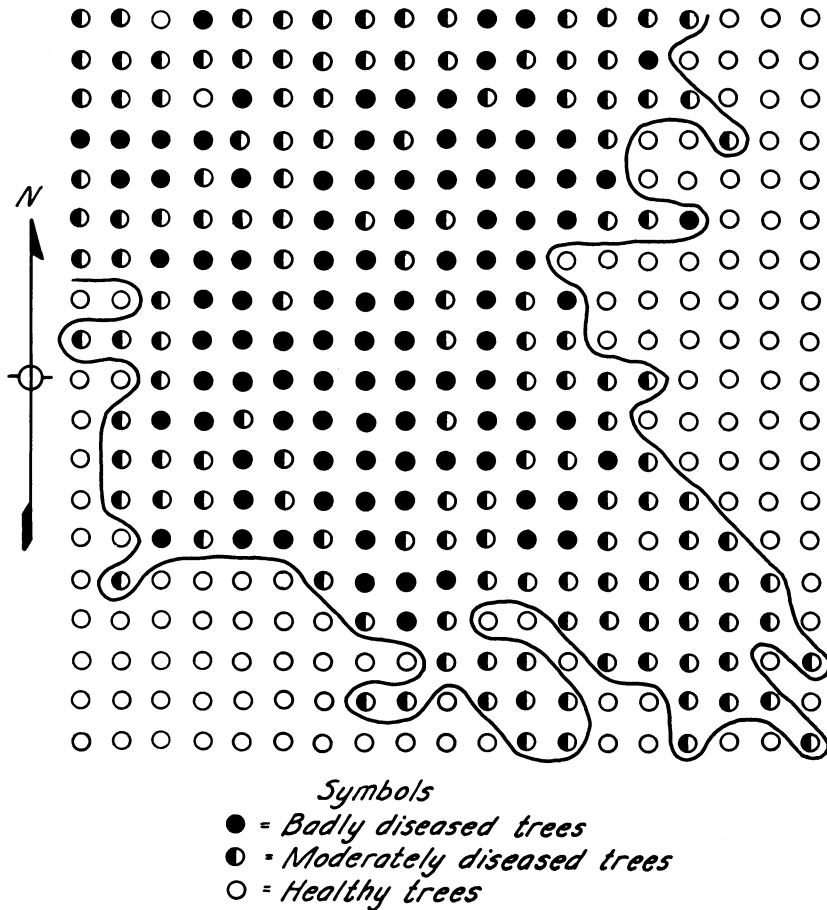 N
Symbols
= Badly diseased trees
= Moderately diseased trees
= Healthy trees